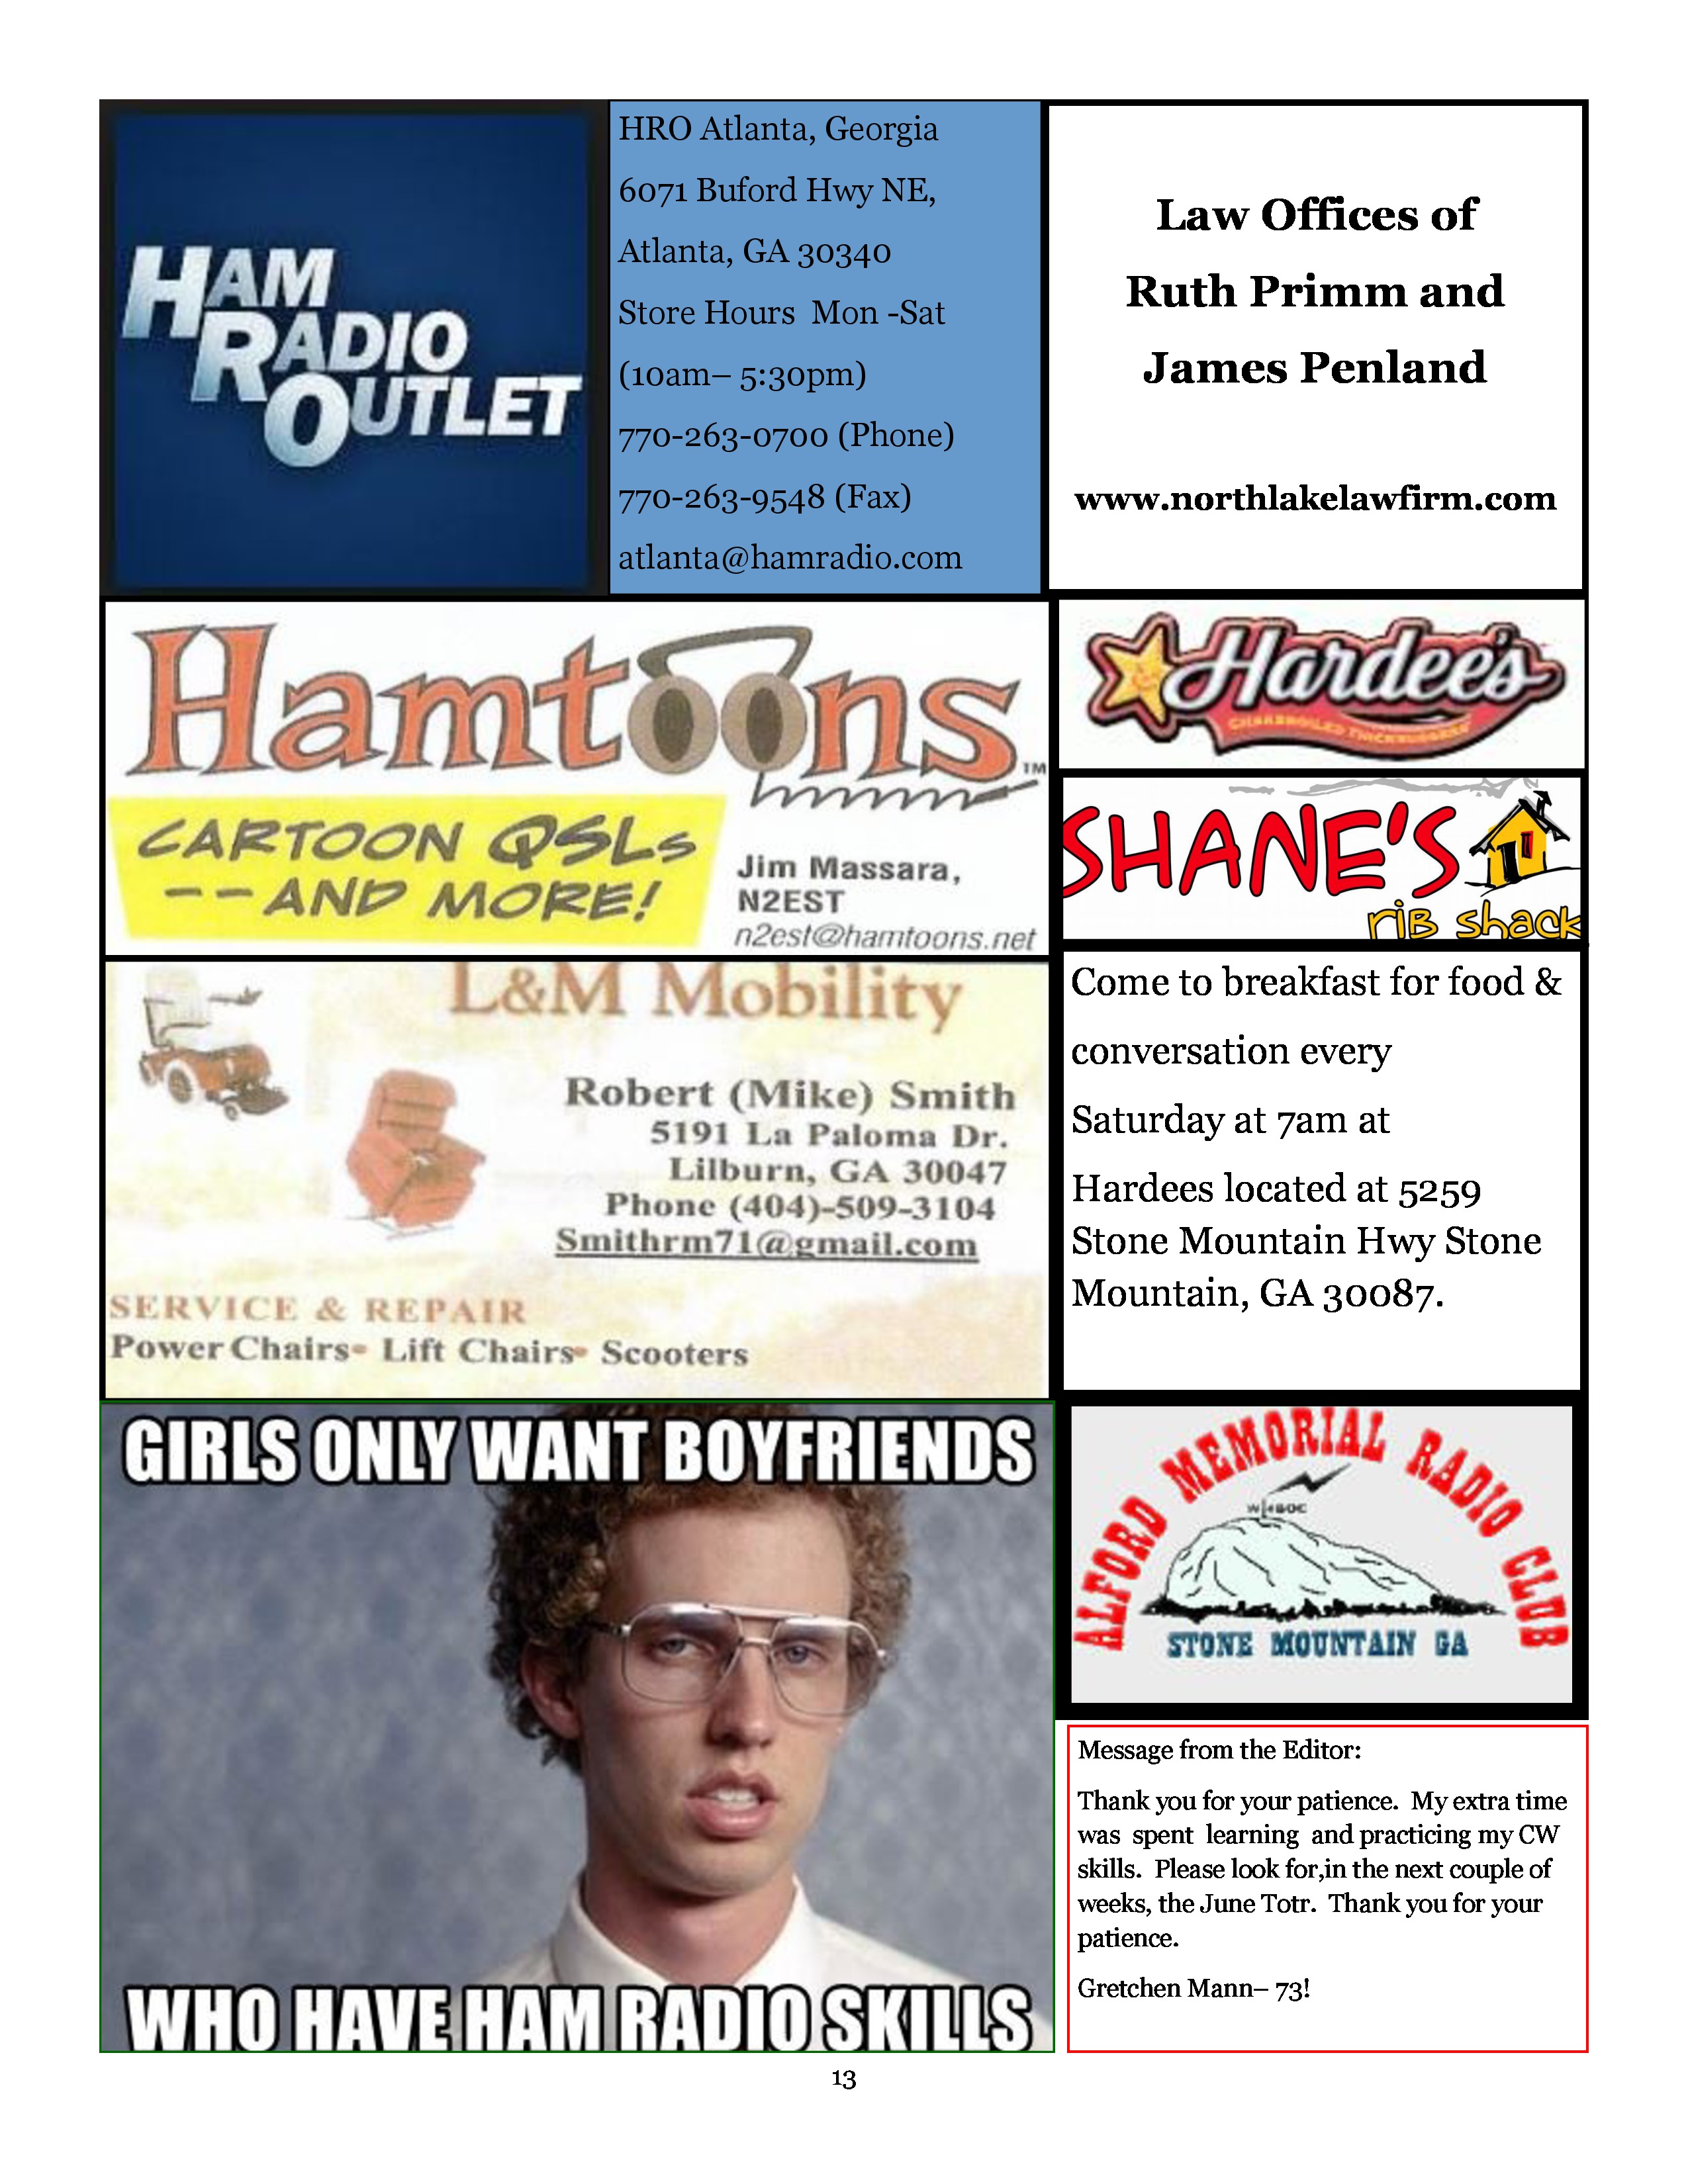 HAM
RADIO
OUTLET
HRO Atlanta, Georgia
6071 Buford Hwy NE,
Atlanta, GA 30340
Store Hours  Mon -Sat
(10am– 5:30pm)
770-263-0700 (Phone)
770-263-9548 (Fax)
atlanta@hamradio.com
Law Offices of
Ruth Primm and
James Penland
www.northlakelawfirm.com
Hamtoons™
CARTOON QSLs
--AND MORE!
Jim Massara,
N2EST
n2est@hamtoons.net
Hardee's
CHARBROILED THICKBURGERS
SHANE'S
rib shack
L&M Mobility
Robert (Mike) Smith
5191 La Paloma Dr.
Lilburn, GA 30047
Phone (404)-509-3104
Smithrm71@gmail.com
SERVICE & REPAIR
Power Chairs• Lift Chairs• Scooters
Come to breakfast for food &
conversation every
Saturday at 7am at
Hardees located at 5259
Stone Mountain Hwy Stone
Mountain, GA 30087.
GIRLS ONLY WANT BOYFRIENDS
WHO HAVE HAM RADIO SKILLS
ALFORD MEMORIAL RADIO CLUB
W4BOC
STONE MOUNTAIN GA
Message from the Editor:
Thank you for your patience.  My extra time
was  spent  learning  and practicing my CW
skills.  Please look for,in the next couple of
weeks, the June Totr.  Thank you for your
patience.
Gretchen Mann– 73!
13